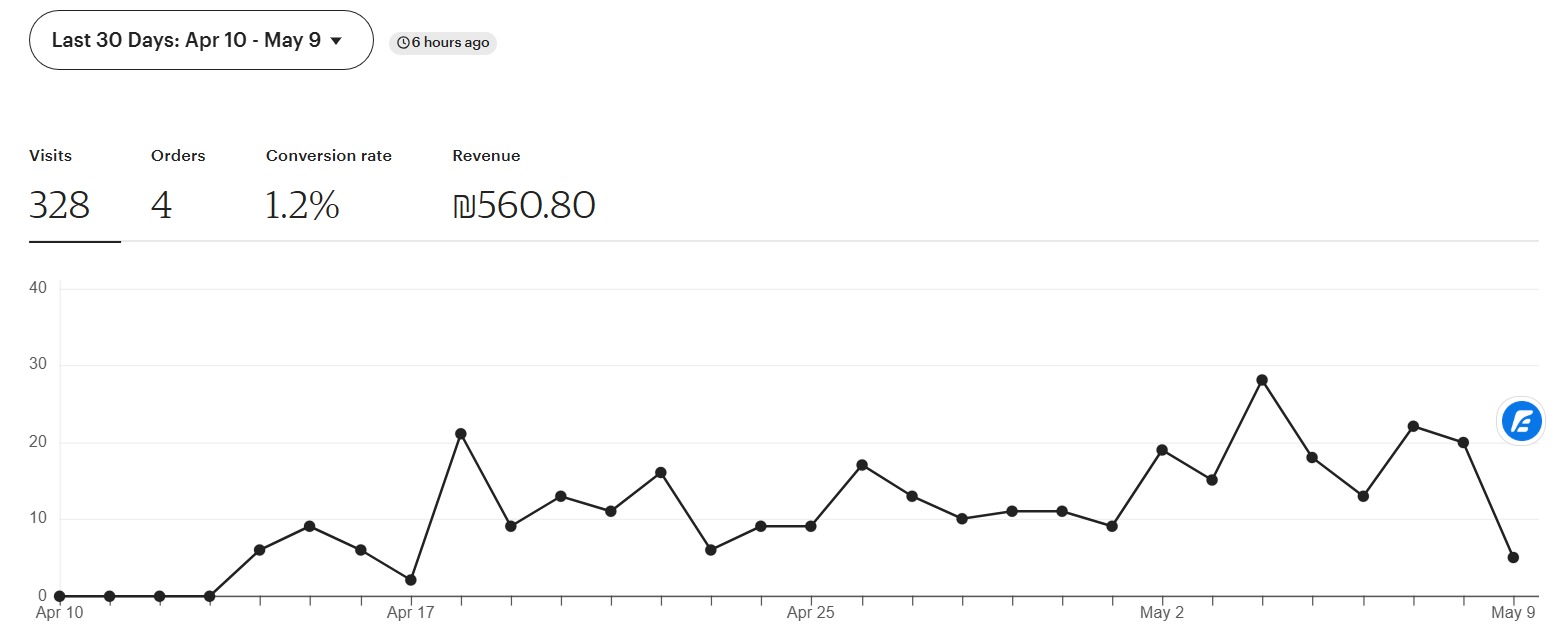 Last 30 Days: Apr 10 - May 9
6 hours ago
Visits
Orders
Conversion rate
Revenue
328
4
1.2%
₪560.80
40
30
20
10
0
Apr 10
Apr 17
Apr 25
May 2
May 9